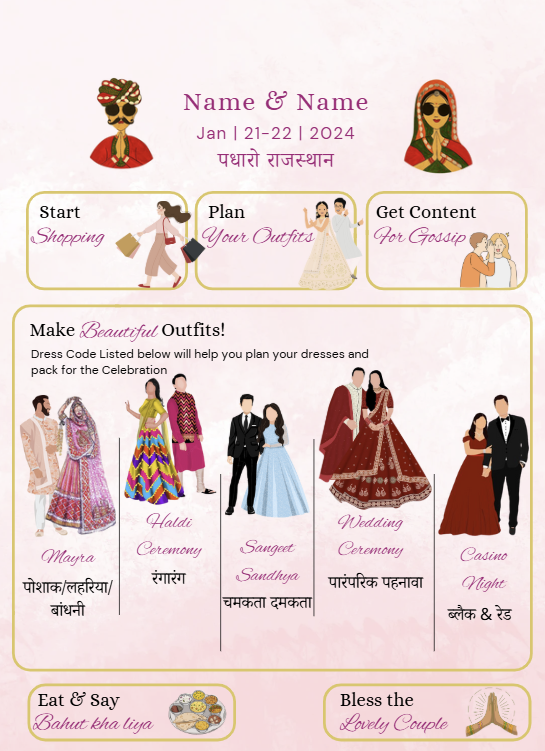 Name & Name
Jan | 21-22 | 2024
पधारो राजस्थान
Start
Shopping
Plan
Your Outfits
Get Content
For Gossip
Make Beautiful Outfits!
Dress Code Listed below will help you plan your dresses and
pack for the Celebration
Mayra
पोशाक/लहरिया/
बांधनी
Haldi
Ceremony
रंगारंग
Sangeet
Sandhya
चमकता दमकता
Wedding
Ceremony
पारंपरिक पहनावा
Casino
Night
ब्लैक & रेड
Eat & Say
Bahut kha liya
Bless the
Lovely Couple